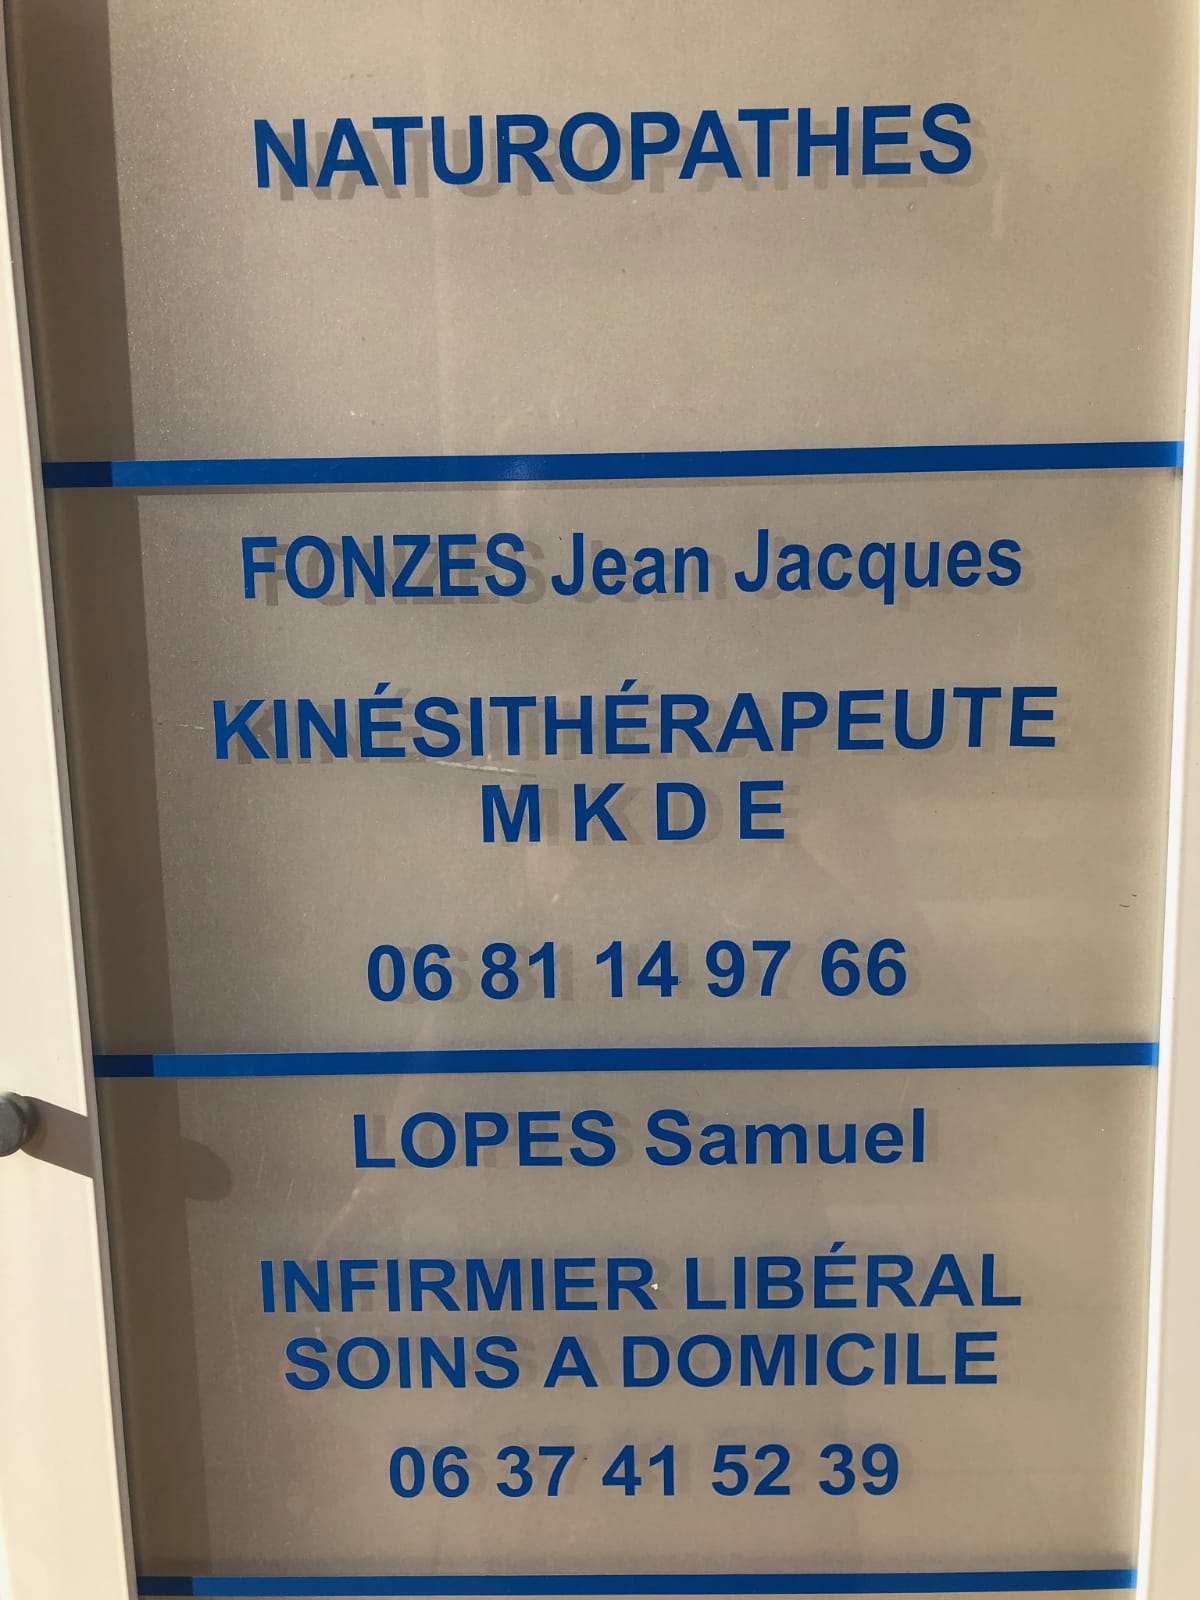 NATUROPATHES
FONZES Jean Jacques
KINÉSITHÉRAPEUTE
M K D E
06 81 14 97 66
LOPES Samuel
INFIRMIER LIBÉRAL
SOINS A DOMICILE
06 37 41 52 39